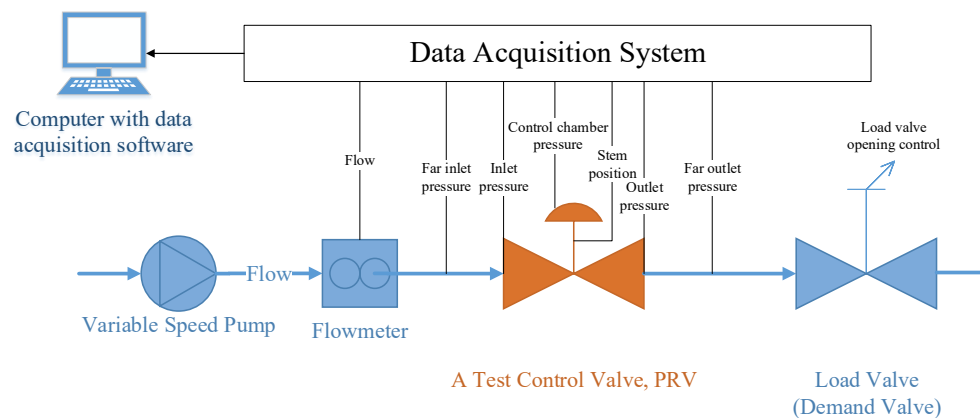 Data Acquisition System
Computer with data
acquisition software
Flow
Far inlet
pressure
Inlet
pressure
Control chamber
pressure
Stem
position
Outlet
pressure
Far outlet
pressure
Load valve
opening control
Flow
Variable Speed Pump
Flowmeter
A Test Control Valve, PRV
Load Valve
(Demand Valve)